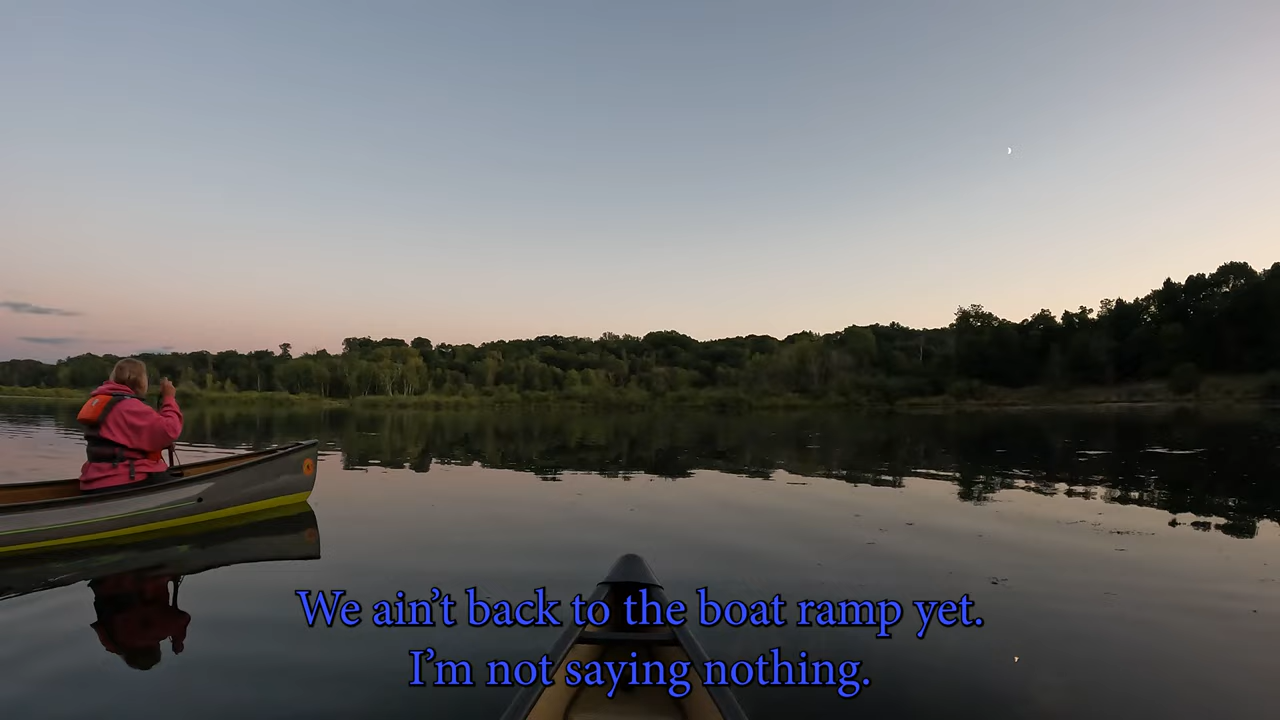 We ain’t back to the boat ramp yet.
I’m not saying nothing.